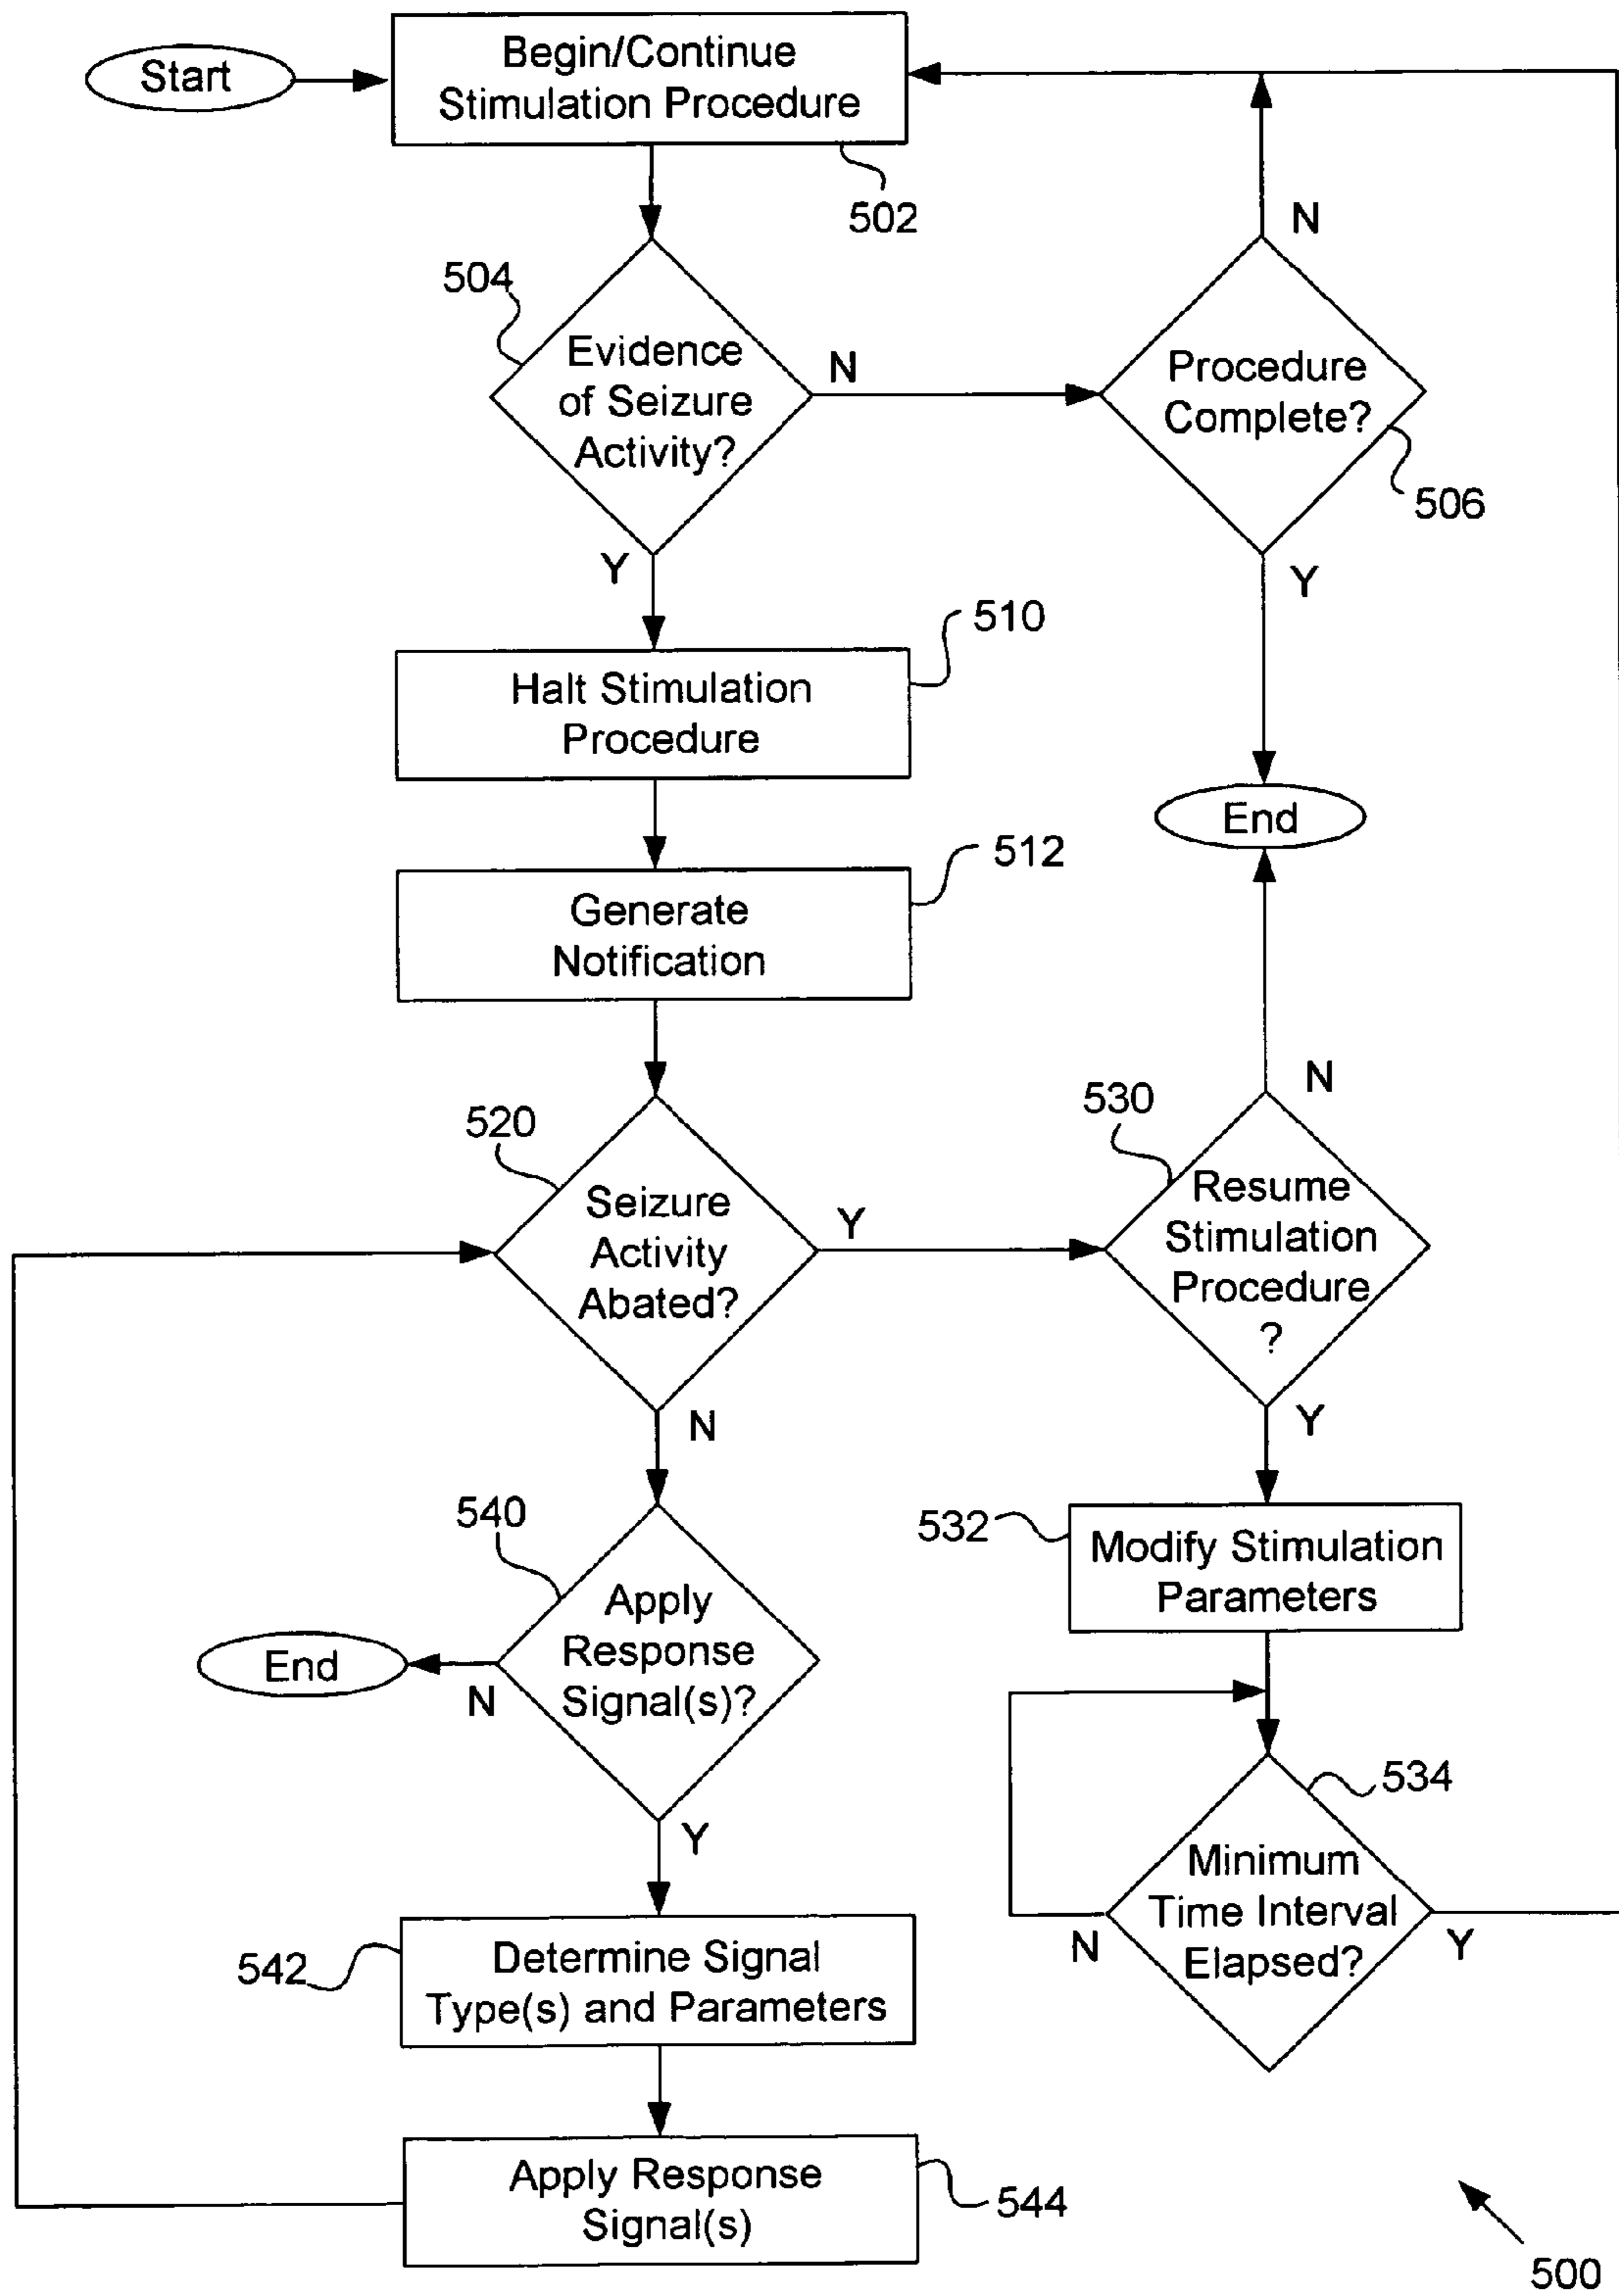 Start
Begin/Continue
Stimulation Procedure
502
504
Evidence
of Seizure
Activity?
N
Y
Procedure
Complete?
506
N
Y
510
Halt Stimulation
Procedure
512
Generate
Notification
End
520
Seizure
Activity
Abated?
Y
N
530
Resume
Stimulation
Procedure
?
N
Y
532
Modify Stimulation
Parameters
540
Apply
Response
Signal(s)?
End
N
Y
534
Minimum
Time Interval
Elapsed?
N
Y
542
Determine Signal
Type(s) and Parameters
Apply Response
Signal(s)
544
500